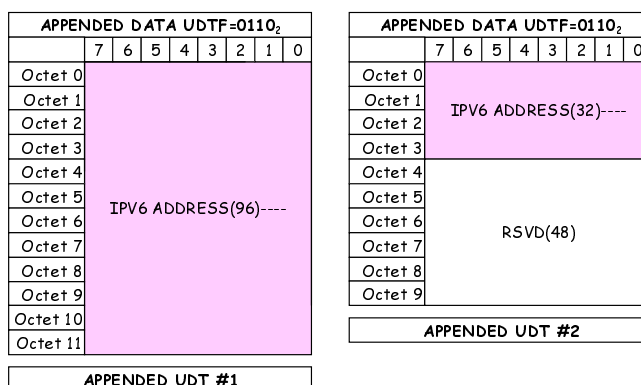 APPENDED DATA UDTF=0110₂
7 6 5 4 3 2 1 0
Octet 0
Octet 1
Octet 2
Octet 3
Octet 4
Octet 5
Octet 6
Octet 7
Octet 8
Octet 9
Octet 10
Octet 11
IPV6 ADDRESS(96)----
APPENDED UDT #1
APPENDED DATA UDTF=0110₂
7 6 5 4 3 2 1 0
Octet 0
Octet 1
Octet 2
Octet 3
Octet 4
Octet 5
Octet 6
Octet 7
Octet 8
Octet 9
IPV6 ADDRESS(32)----
RSVD(48)
APPENDED UDT #2